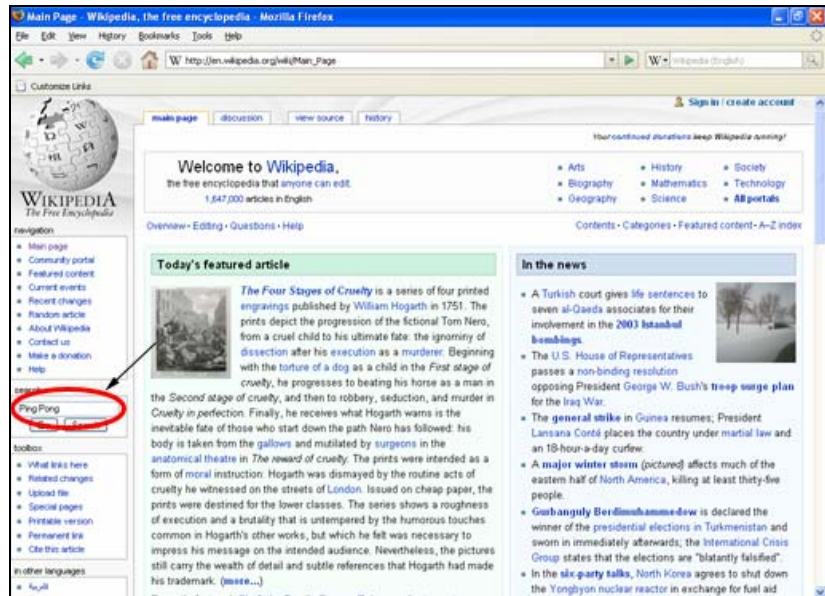 Main Page - Wikipedia, the free encyclopedia - Mozilla Firefox
File Edit View History Bookmarks Tools Help
W http://en.wikipedia.org/wiki/Main_Page
W Wikipedia (English)
Customize Links
Sign in / create account
main page discussion view source history
Your continued donations keep Wikipedia running!
WIKIPEDIA
The Free Encyclopedia
Welcome to Wikipedia,
the free encyclopedia that anyone can edit.
1,647,000 articles in English
Arts
Biography
Geography
History
Mathematics
Science
Society
Technology
All portals
Overview · Editing · Questions · Help
Contents · Categories · Featured content · A–Z index
navigation
Main page
Community portal
Featured content
Current events
Recent changes
Random article
About Wikipedia
Contact us
Make a donation
Help
search
Ping Pong
Go Search
toolbox
What links here
Related changes
Upload file
Special pages
Printable version
Permanent link
Cite this article
in other languages
العربية
Today's featured article
The Four Stages of Cruelty is a series of four printed
engravings published by William Hogarth in 1751. The
prints depict the progression of the fictional Tom Nero,
from a cruel child to his ultimate fate: the ignominy of
dissection after his execution as a murderer. Beginning
with the torture of a dog as a child in the First stage of
cruelty, he progresses to beating his horse as a man in
the Second stage of cruelty, and then to robbery, seduction, and murder in
Cruelty in perfection. Finally, he receives what Hogarth warns is the
inevitable fate of those who start down the path Nero has followed: his
body is taken from the gallows and mutilated by surgeons in the
anatomical theatre in The reward of cruelty. The prints were intended as a
form of moral instruction: Hogarth was dismayed by the routine acts of
cruelty he witnessed on the streets of London. Issued on cheap paper, the
prints were destined for the lower classes. The series shows a roughness
of execution and a brutality that is untempered by the humorous touches
common in Hogarth's other works, but which he felt was necessary to
impress his message on the intended audience. Nevertheless, the pictures
still carry the wealth of detail and subtle references that Hogarth had made
his trademark. (more...)
In the news
A Turkish court gives life sentences to
seven al-Qaeda associates for their
involvement in the 2003 Istanbul
bombings.
The U.S. House of Representatives
passes a non-binding resolution
opposing President George W. Bush's troop surge plan
for the Iraq War.
The general strike in Guinea resumes; President
Lansana Conté places the country under martial law and
an 18-hour-a-day curfew.
A major winter storm (pictured) affects much of the
eastern half of North America, killing at least thirty-five
people.
Gurbanguly Berdimuhammedow is declared the
winner of the presidential elections in Turkmenistan and
sworn in immediately afterwards; the International Crisis
Group states that the elections are "blatantly falsified".
In the six-party talks, North Korea agrees to shut down
the Yongbyon nuclear reactor in exchange for fuel aid